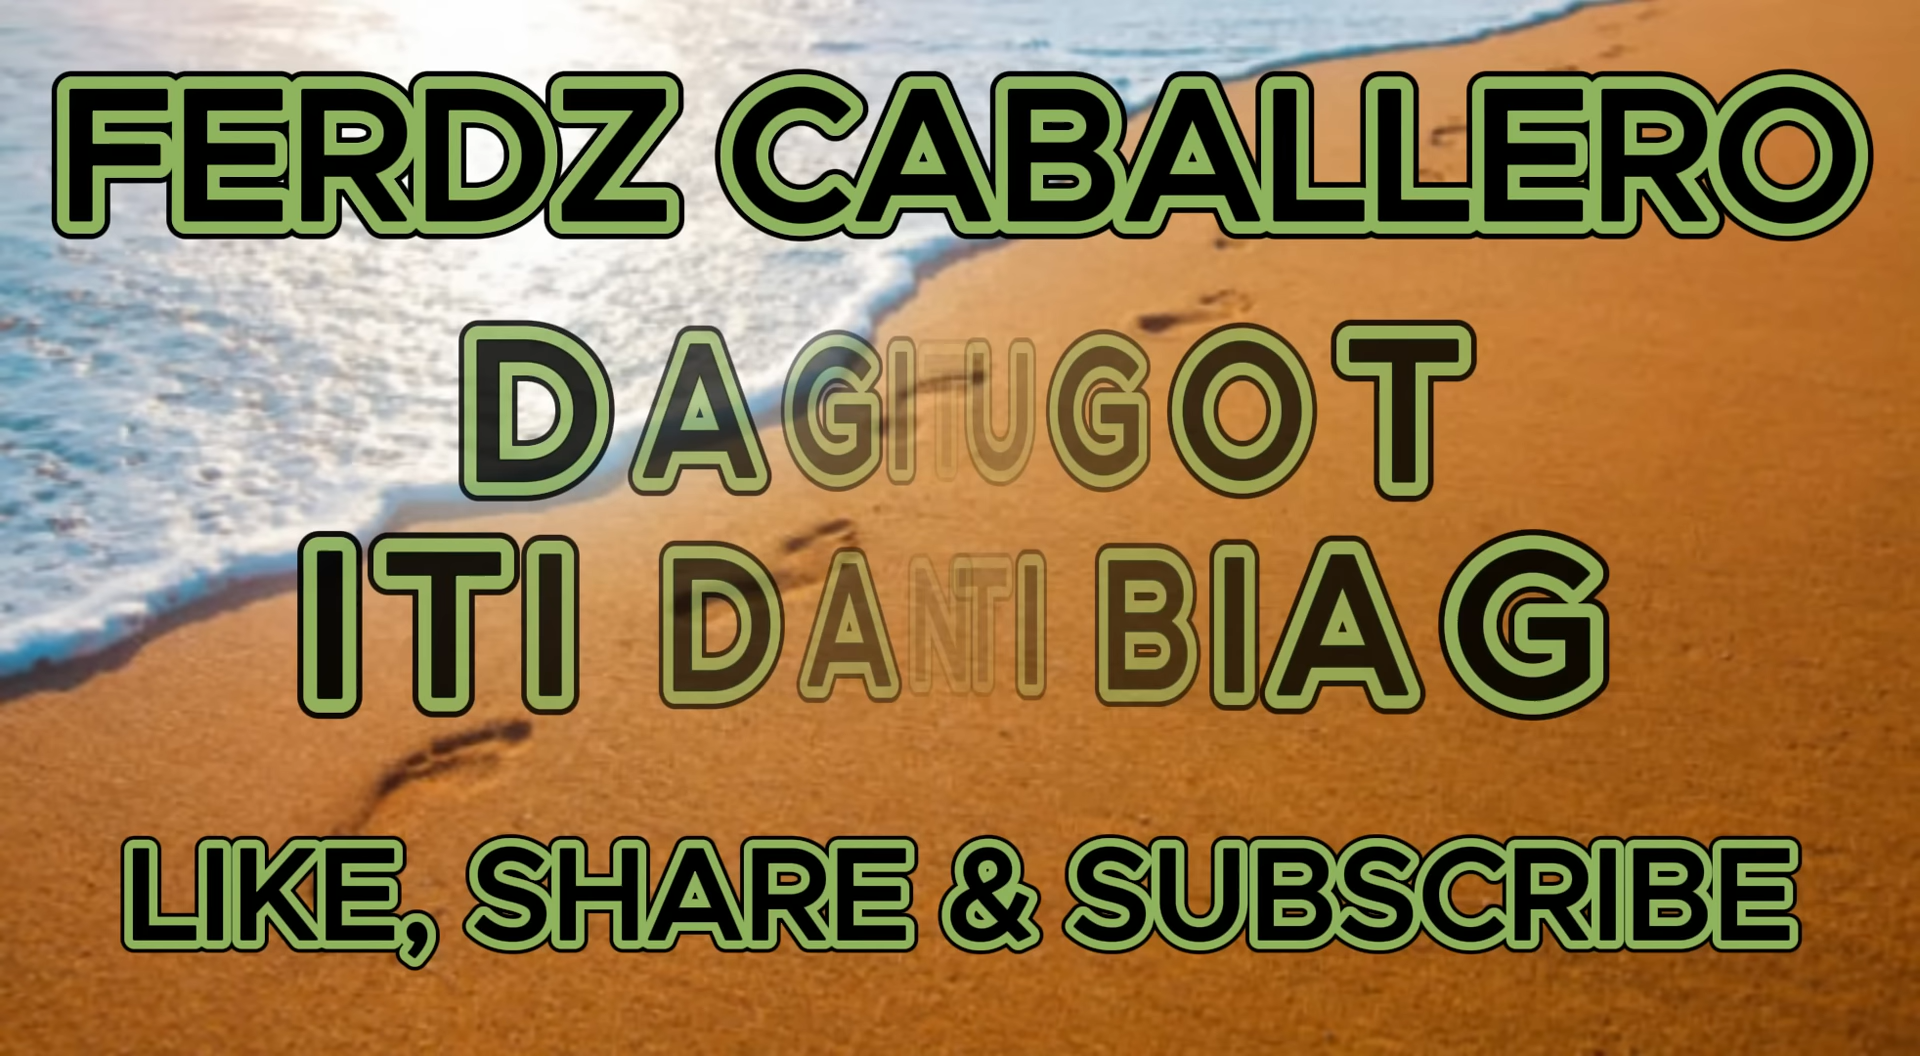 FERDZ CABALLERO
DAGITUGOT
ITI DANTI BIAG
LIKE, SHARE & SUBSCRIBE